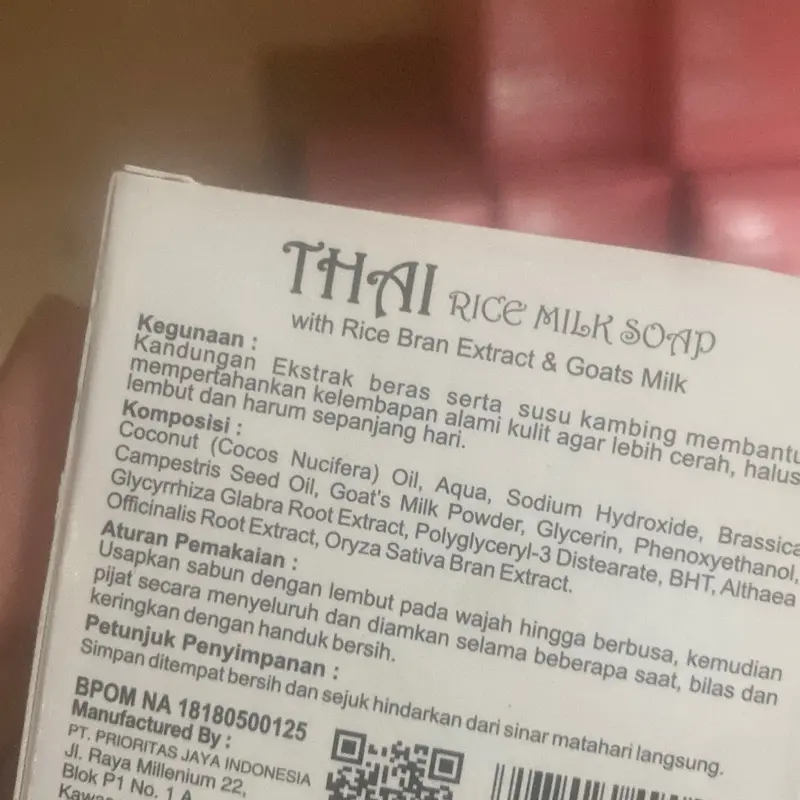 THAI RICE MILK SOAP
with Rice Bran Extract & Goats Milk
Kegunaan :
Kandungan Ekstrak beras serta susu kambing membantu
mempertahankan kelembapan alami kulit agar lebih cerah, halus
lembut dan harum sepanjang hari.
Komposisi :
Coconut (Cocos Nucifera) Oil, Aqua, Sodium Hydroxide, Brassica
Campestris Seed Oil, Goat's Milk Powder, Glycerin, Phenoxyethanol,
Glycyrrhiza Glabra Root Extract, Polyglyceryl-3 Distearate, BHT, Althaea
Officinalis Root Extract, Oryza Sativa Bran Extract.
Aturan Pemakaian :
Usapkan sabun dengan lembut pada wajah hingga berbusa, kemudian
pijat secara menyeluruh dan diamkan selama beberapa saat, bilas dan
keringkan dengan handuk bersih.
Petunjuk Penyimpanan :
Simpan ditempat bersih dan sejuk hindarkan dari sinar matahari langsung.
BPOM NA 18180500125
Manufactured By :
PT. PRIORITAS JAYA INDONESIA
Jl. Raya Millenium 22,
Blok P1 No. 1 A